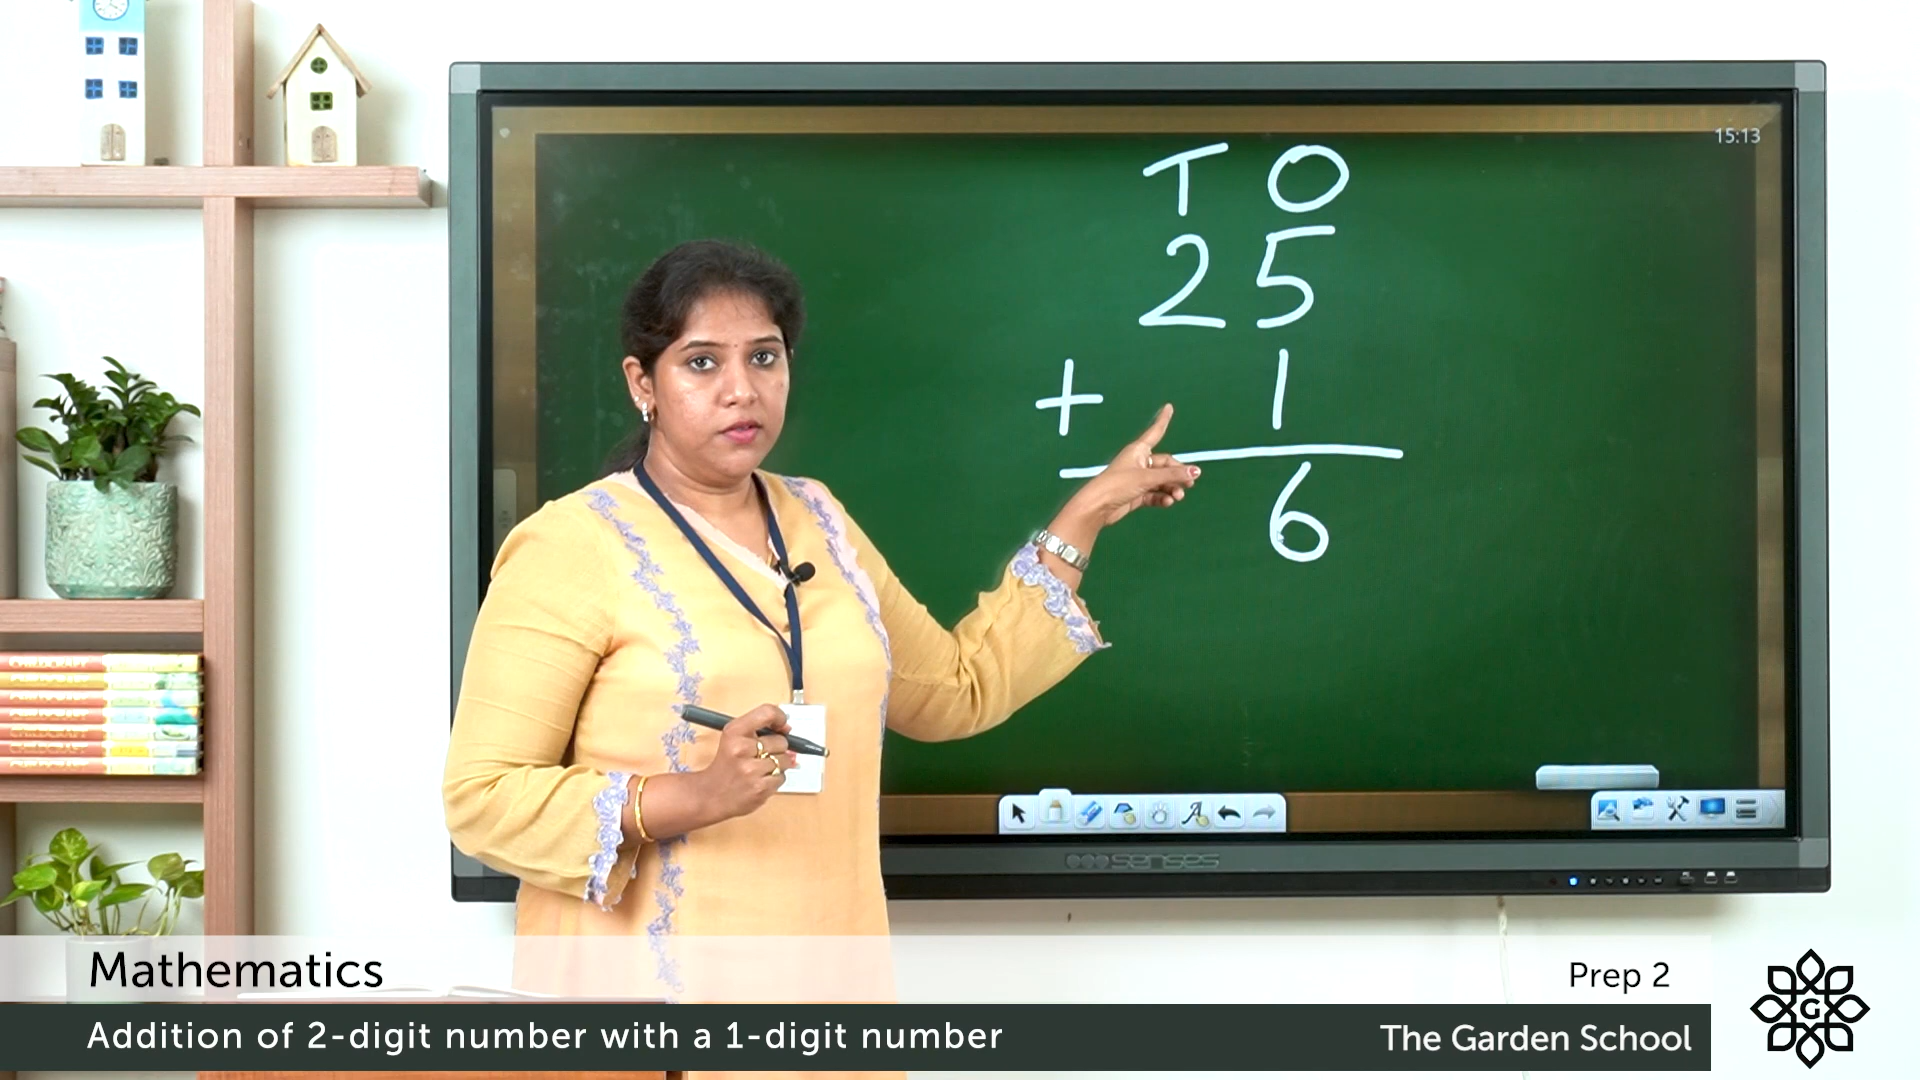 15:13
T O
2 5
+ 1
6
senses
Mathematics
Prep 2
Addition of 2-digit number with a 1-digit number
The Garden School
G